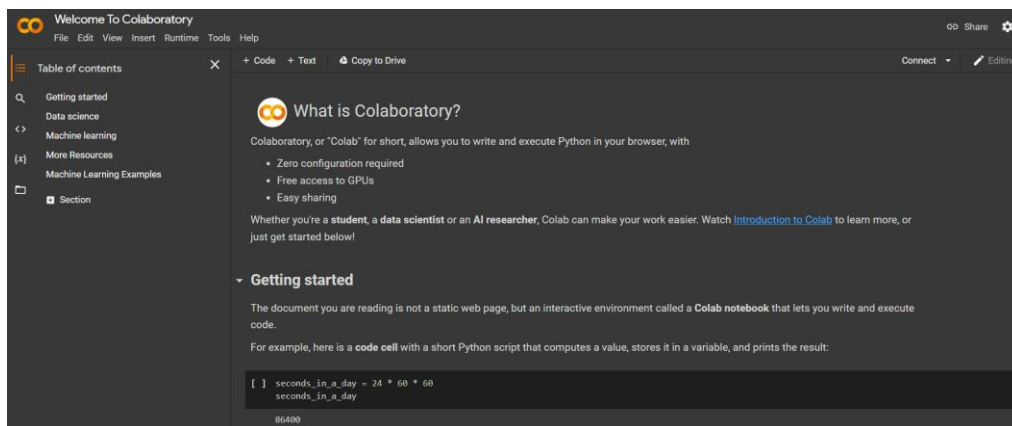 Welcome To Colaboratory
File Edit View Insert Runtime Tools Help
Share
Table of contents
+ Code + Text Copy to Drive
Connect
Editin
Getting started
Data science
Machine learning
More Resources
Machine Learning Examples
Section
What is Colaboratory?
Colaboratory, or "Colab" for short, allows you to write and execute Python in your browser, with
• Zero configuration required
• Free access to GPUs
• Easy sharing
Whether you're a student, a data scientist or an AI researcher, Colab can make your work easier. Watch Introduction to Colab to learn more, or
just get started below!
Getting started
The document you are reading is not a static web page, but an interactive environment called a Colab notebook that lets you write and execute
code.
For example, here is a code cell with a short Python script that computes a value, stores it in a variable, and prints the result:
[ ] seconds_in_a_day = 24 * 60 * 60
seconds_in_a_day
86400